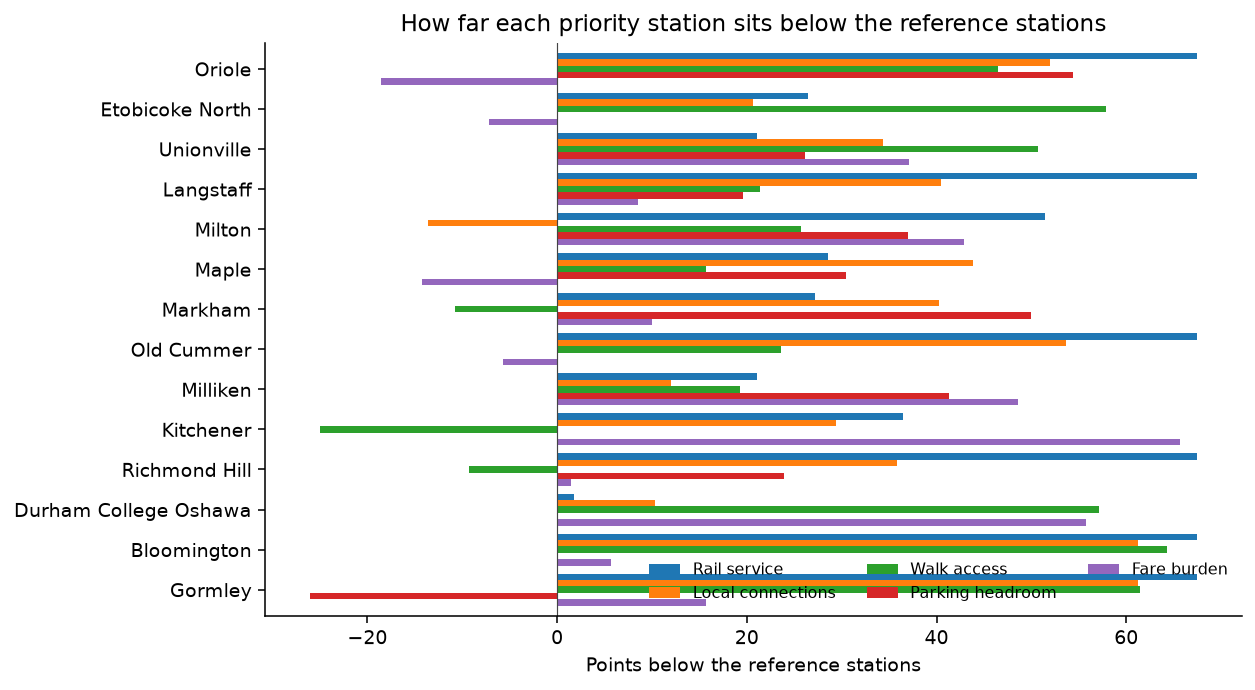 How far each priority station sits below the reference stations
Oriole
Etobicoke North
Unionville
Langstaff
Milton
Maple
Markham
Old Cummer
Milliken
Kitchener
Richmond Hill
Durham College Oshawa
Bloomington
Gormley
Rail service
Walk access
Fare burden
Local connections
Parking headroom
−20
0
20
40
60
Points below the reference stations